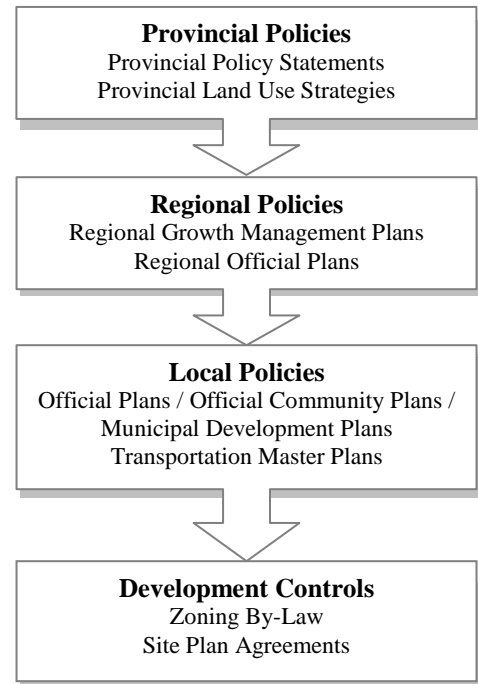 Provincial Policies
Provincial Policy Statements
Provincial Land Use Strategies
Regional Policies
Regional Growth Management Plans
Regional Official Plans
Local Policies
Official Plans / Official Community Plans /
Municipal Development Plans
Transportation Master Plans
Development Controls
Zoning By-Law
Site Plan Agreements